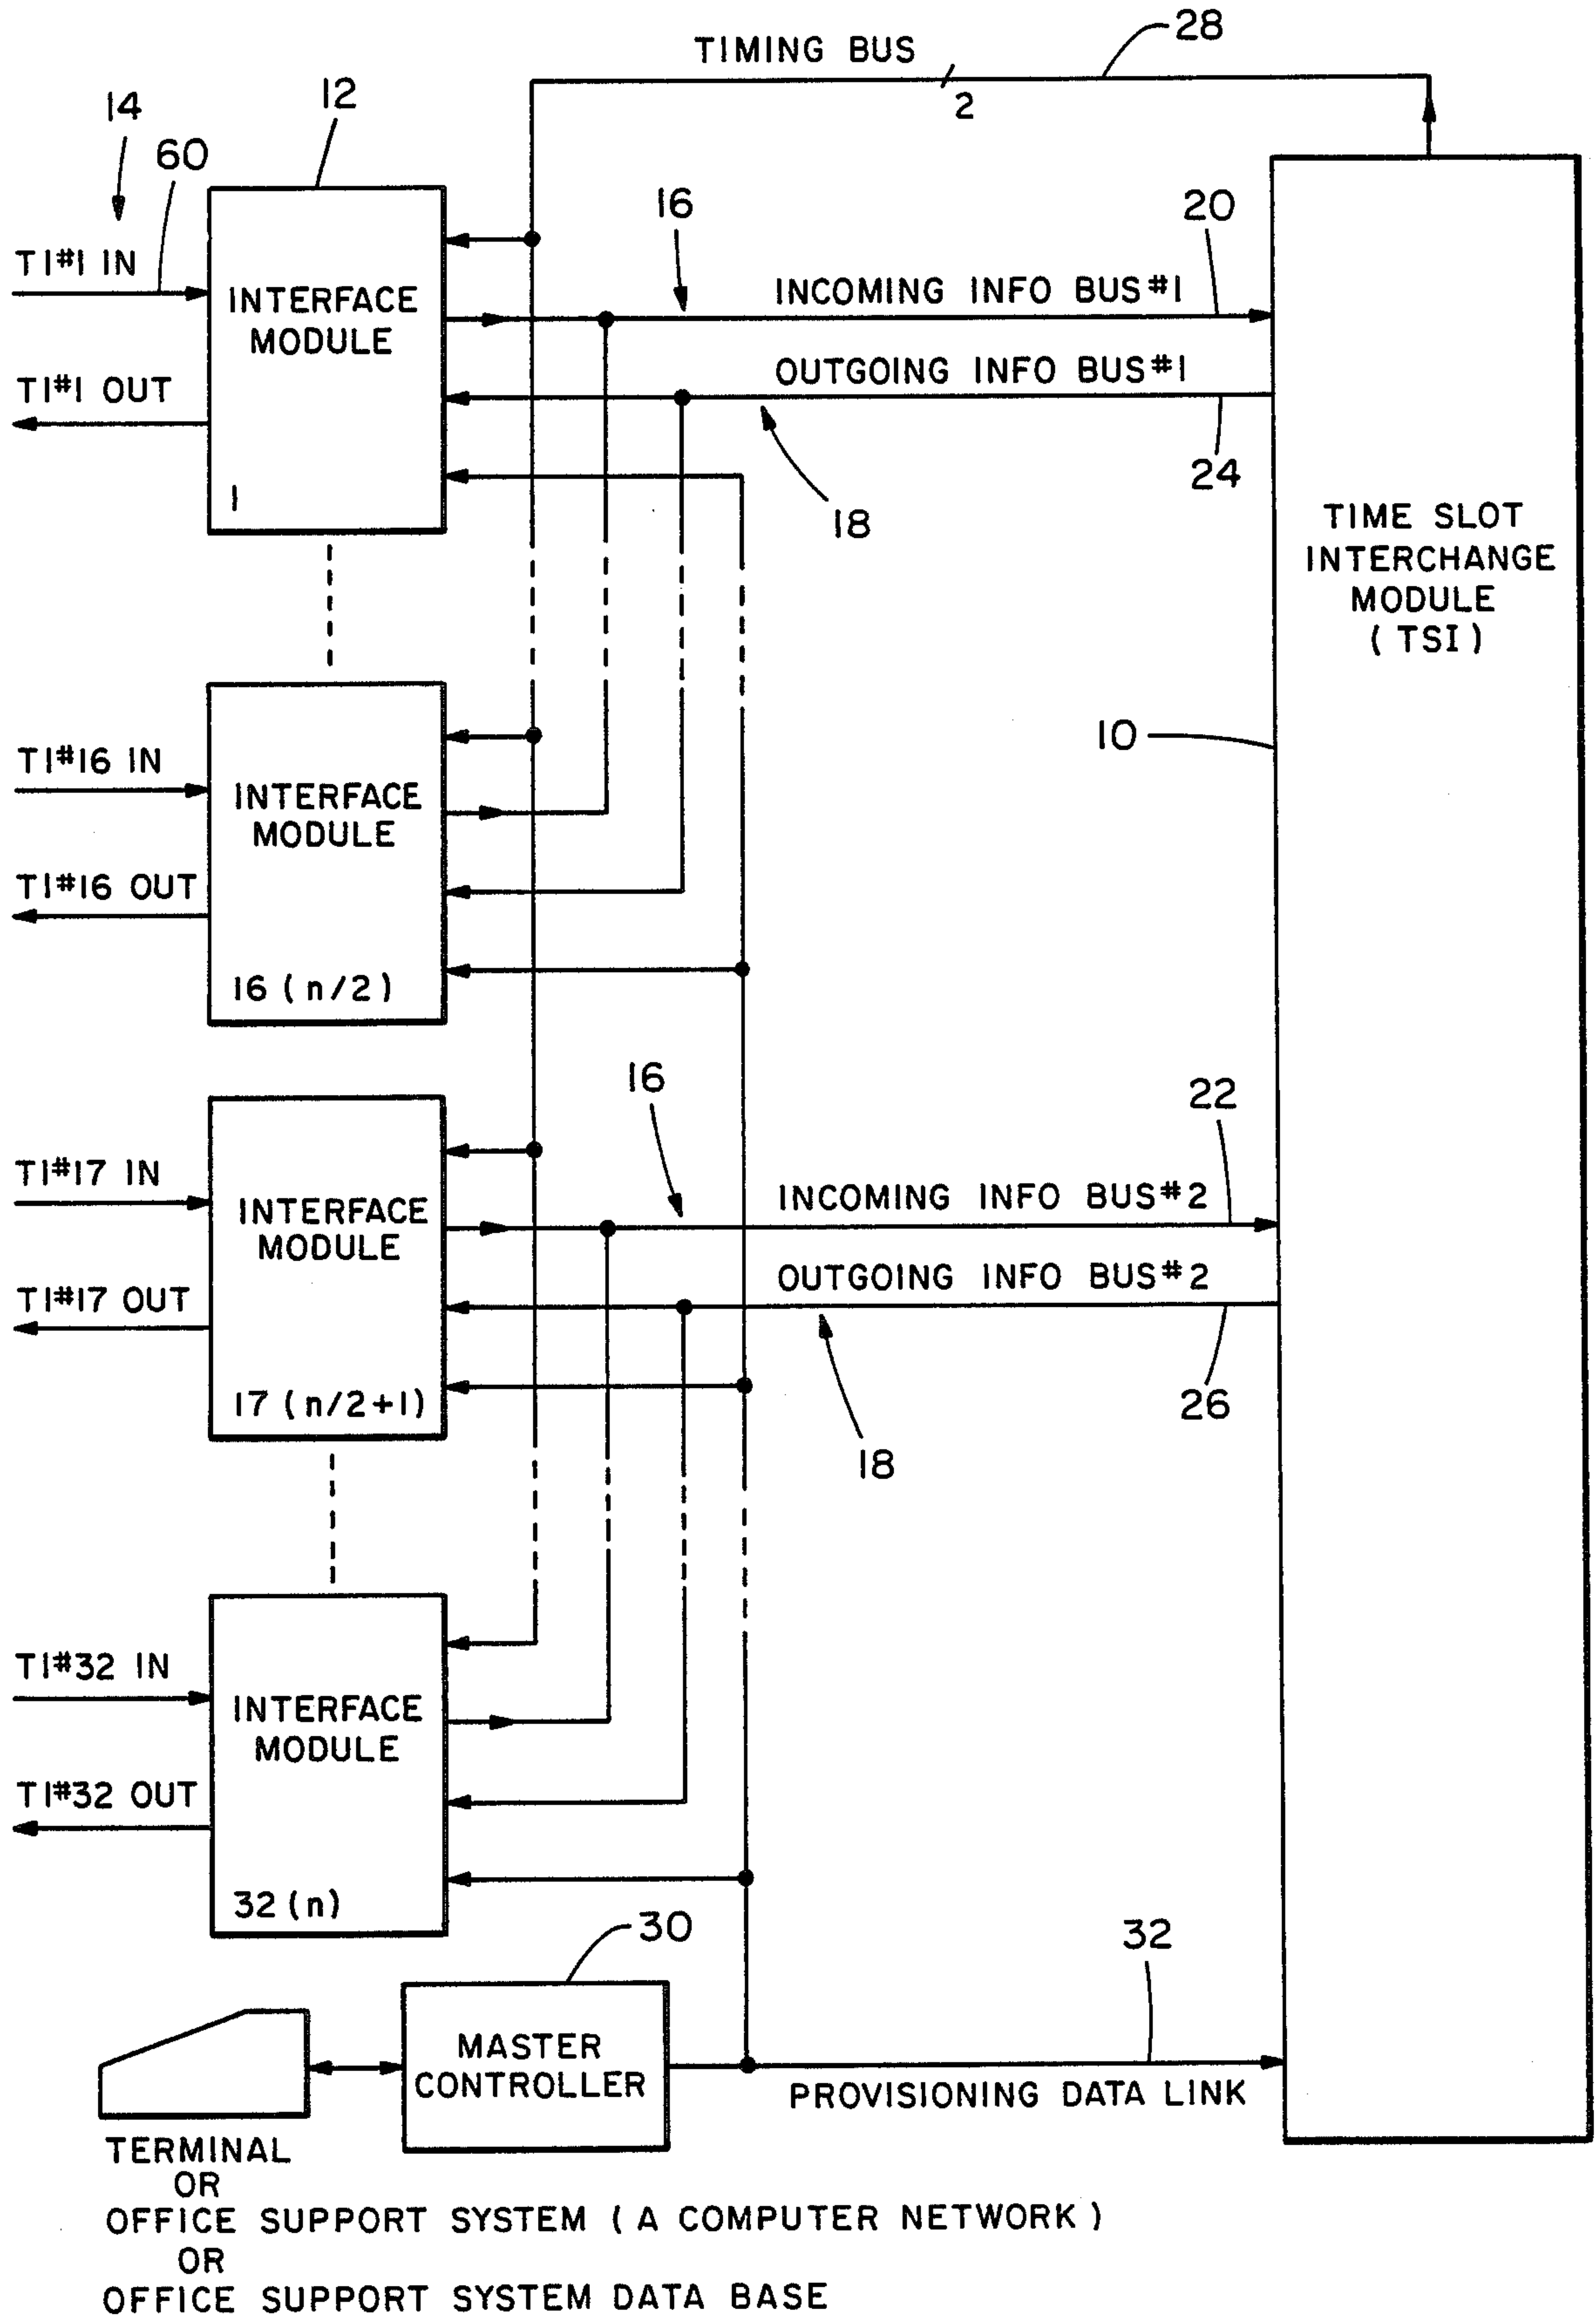 TIMING BUS
28
2
14
12
60
16
20
T1#1 IN
INTERFACE
MODULE
INCOMING INFO BUS#1
T1#1 OUT
OUTGOING INFO BUS#1
24
18
1
TIME SLOT
INTERCHANGE
MODULE
(TSI)
10
T1#16 IN
INTERFACE
MODULE
T1#16 OUT
16 (n/2)
16
22
T1#17 IN
INTERFACE
MODULE
INCOMING INFO BUS#2
T1#17 OUT
OUTGOING INFO BUS#2
17 (n/2+1)
26
18
T1#32 IN
INTERFACE
MODULE
T1#32 OUT
32 (n)
30
32
MASTER
CONTROLLER
PROVISIONING DATA LINK
TERMINAL
OR
OFFICE SUPPORT SYSTEM (A COMPUTER NETWORK)
OR
OFFICE SUPPORT SYSTEM DATA BASE